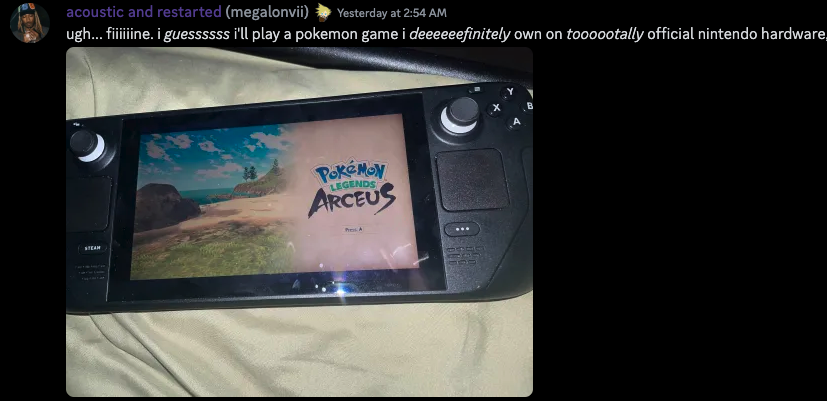 acoustic and restarted (megalonvii) Yesterday at 2:54 AM
ugh... fiiiiiine. i guessssss i'll play a pokemon game i deeeeeefinitely own on toooootally official nintendo hardware,
Y
X
B
A
POKéMON
LEGENDS
ARCEUS
Press A
STEAM